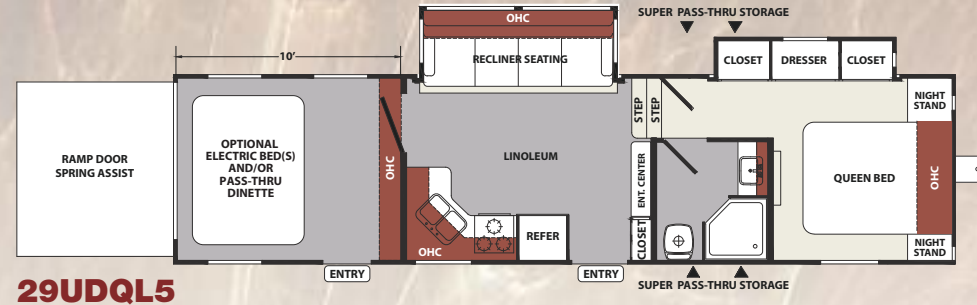 SUPER PASS-THRU STORAGE
OHC
10'
RECLINER SEATING
CLOSET
DRESSER
CLOSET
NIGHT
STAND
STEP
STEP
RAMP DOOR
SPRING ASSIST
OPTIONAL
ELECTRIC BED(S)
AND/OR
PASS-THRU
DINETTE
OHC
LINOLEUM
ENT. CENTER
QUEEN BED
OHC
REFER
CLOSET
OHC
NIGHT
STAND
ENTRY
ENTRY
SUPER PASS-THRU STORAGE
29UDQL5